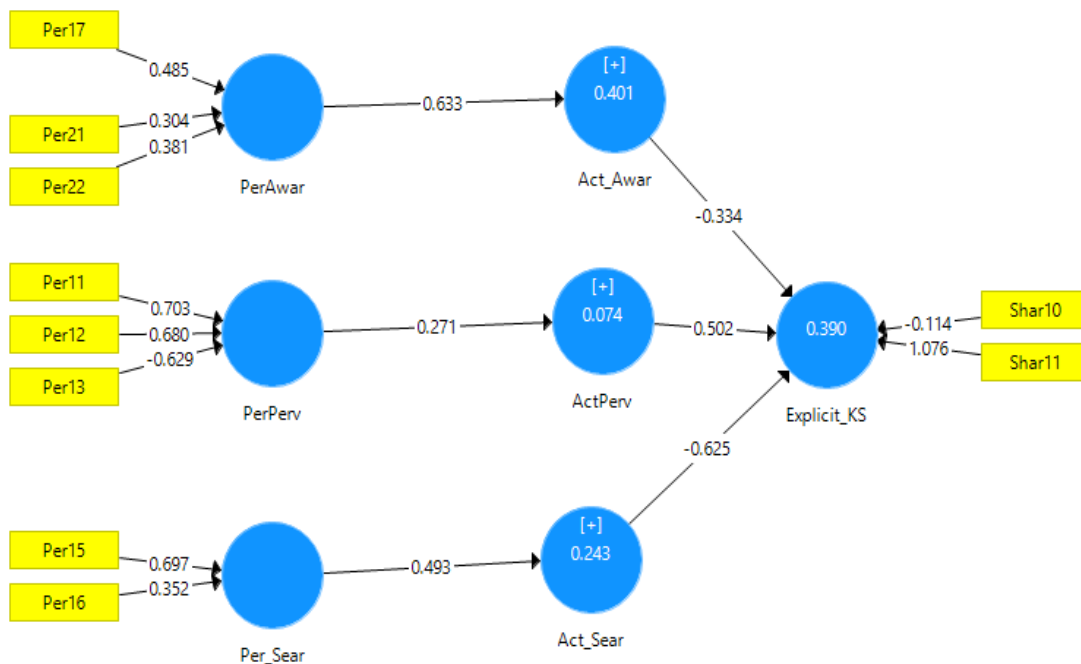 Per17
0.485
Per21
0.304
0.381
Per22
PerAwar
0.633
[+]
0.401
Act_Awar
-0.334
Per11
0.703
Per12
0.680
-0.629
Per13
PerPerv
0.271
[+]
0.074
ActPerv
0.502
0.390
Explicit_KS
-0.114
Shar10
1.076
Shar11
-0.625
Per15
0.697
Per16
0.352
Per_Sear
0.493
[+]
0.243
Act_Sear